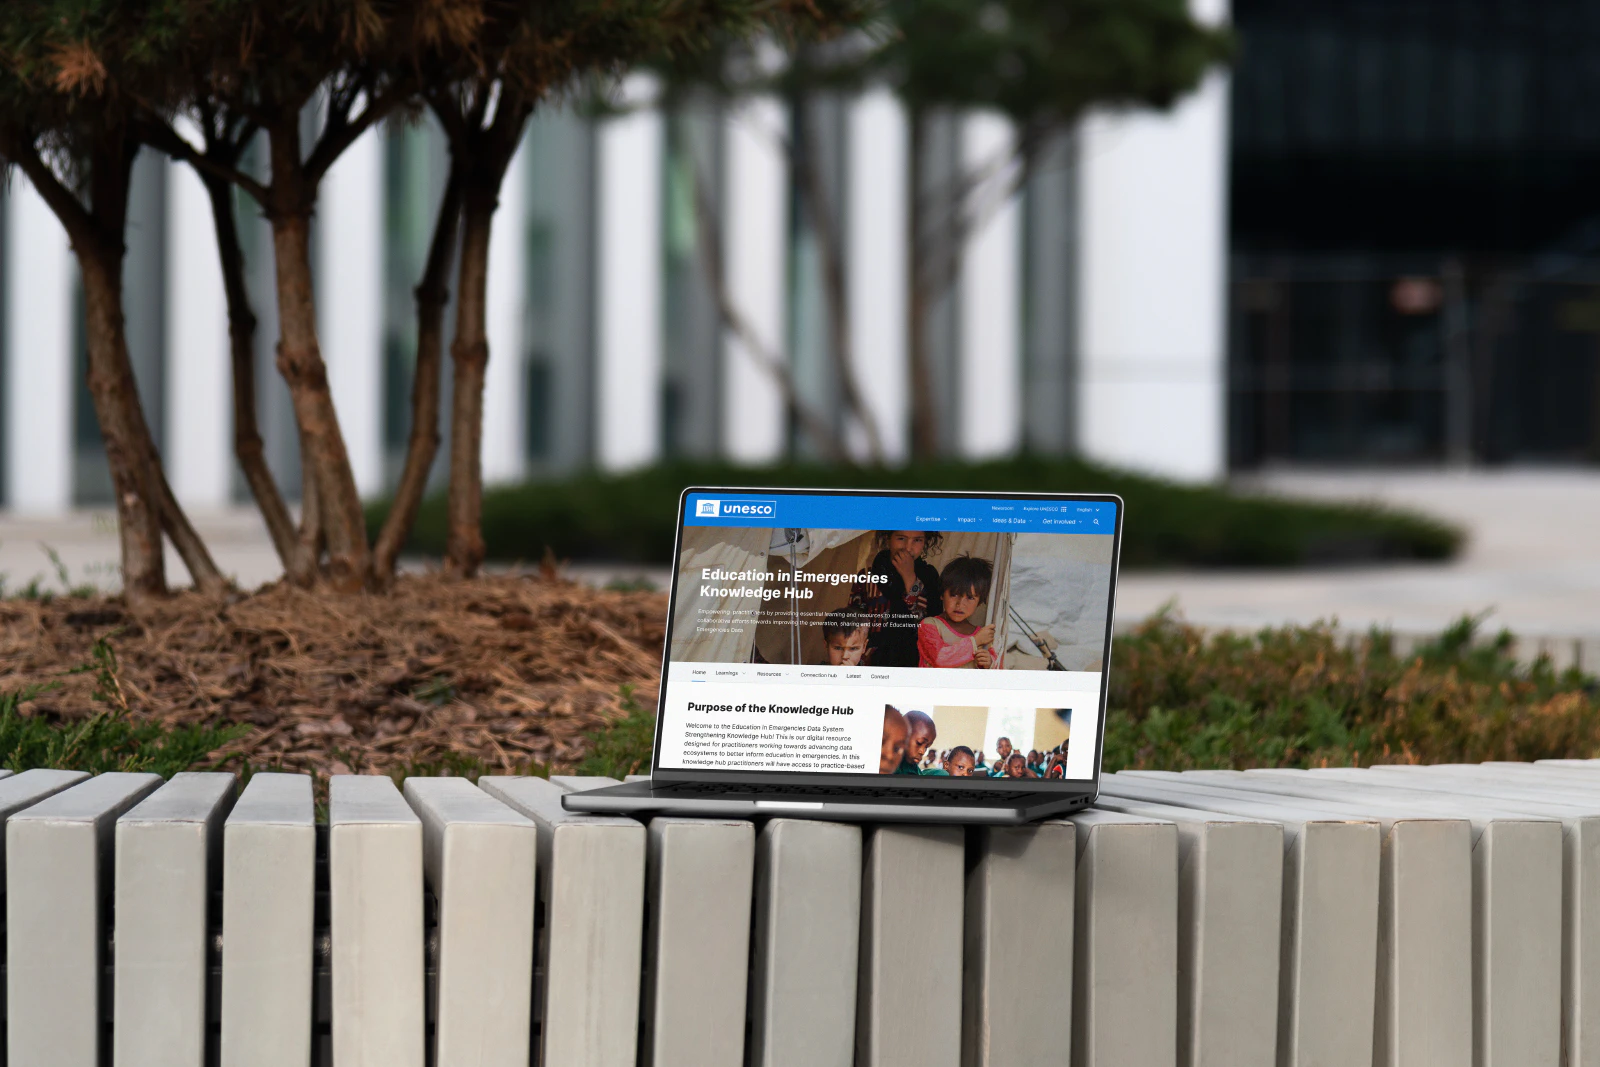 unesco
Newsroom Explore UNESCO English
Expertise Impact Ideas & Data Get involved
Education in Emergencies
Knowledge Hub
Empowering practitioners by providing essential learning and resources to streamline
collaborative efforts towards improving the generation, sharing and use of Education in
Emergencies Data
Home Learnings Resources Connection hub Latest Contact
Purpose of the Knowledge Hub
Welcome to the Education in Emergencies Data System
Strengthening Knowledge Hub! This is our digital resource
designed for practitioners working towards advancing data
ecosystems to better inform education in emergencies. In this
knowledge hub practitioners will have access to practice-based